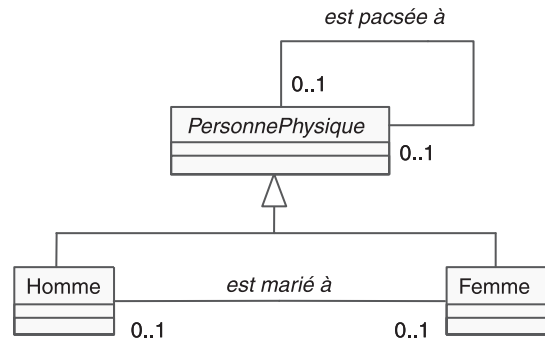 est pacsée à
0..1
PersonnePhysique
0..1
Homme
est marié à
Femme
0..1
0..1